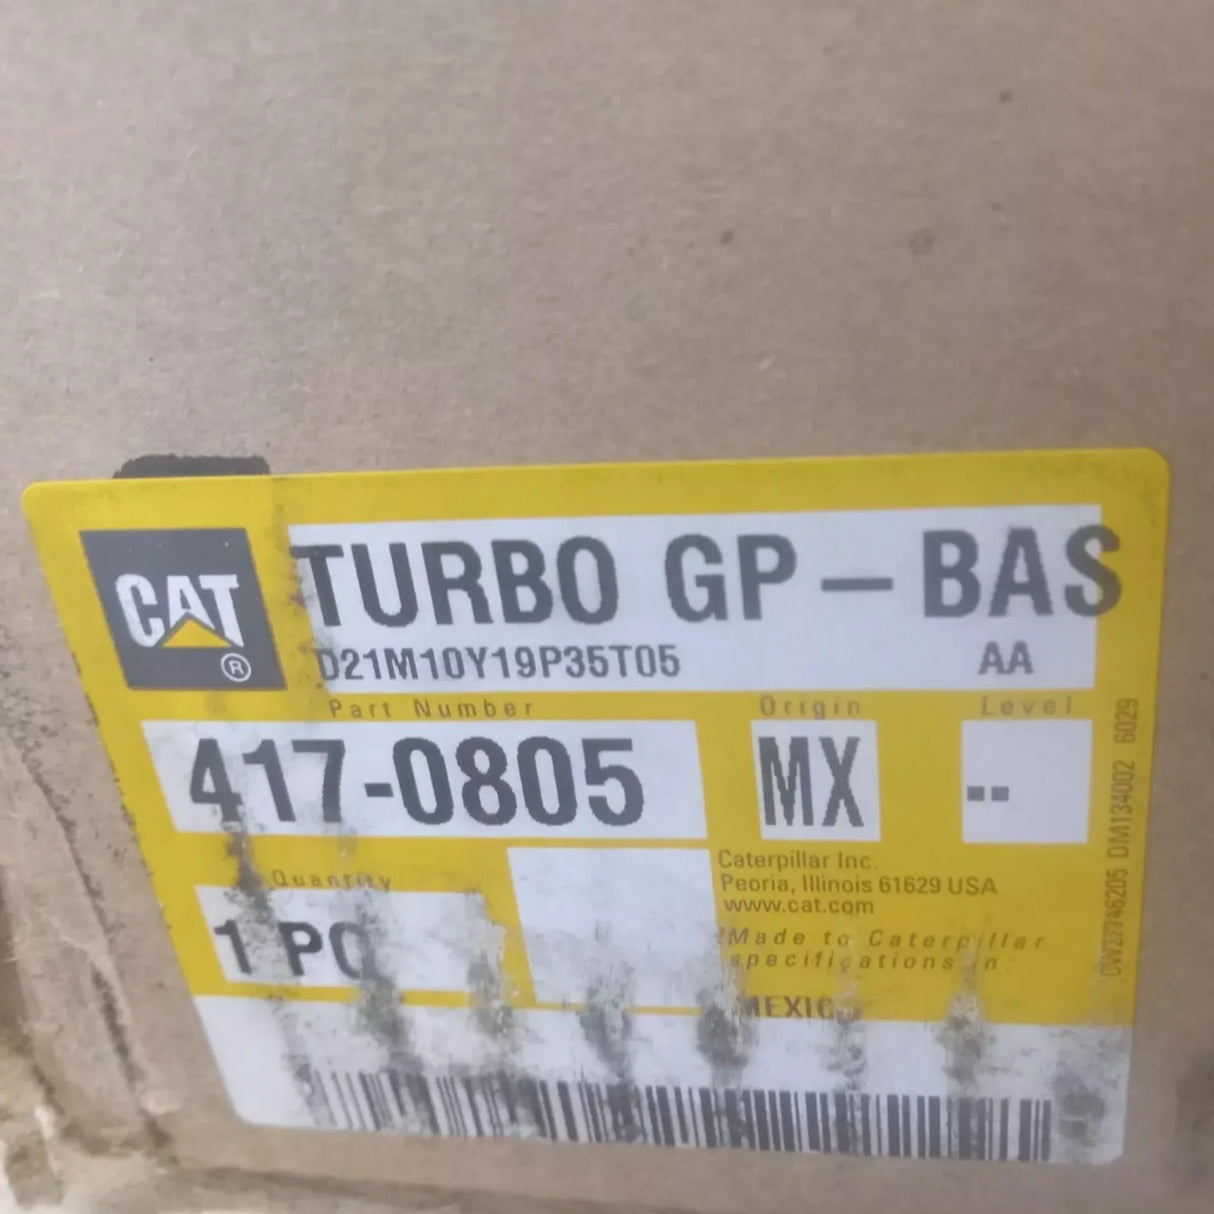 CAT
®
TURBO GP - BAS
D21M10Y19P35T05 AA
Part Number Origin Level
417-0805 MX --
Quantity
1 PC
Caterpillar Inc.
Peoria, Illinois 61629 USA
www.cat.com
Made to Caterpillar
specifications in:
MEXICO
DM134002 6029